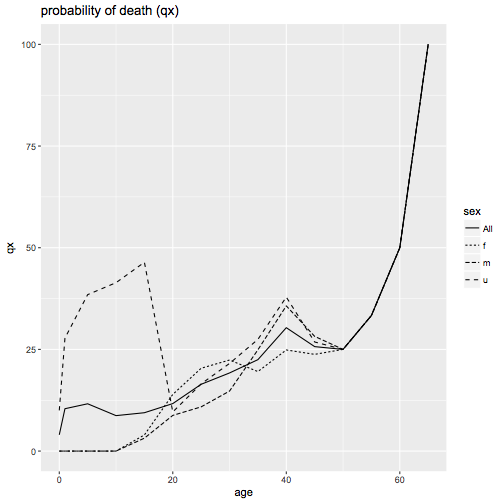 probability of death (qx)
100
75
50
25
0
qx
0
20
40
60
age
sex
All
f
m
u